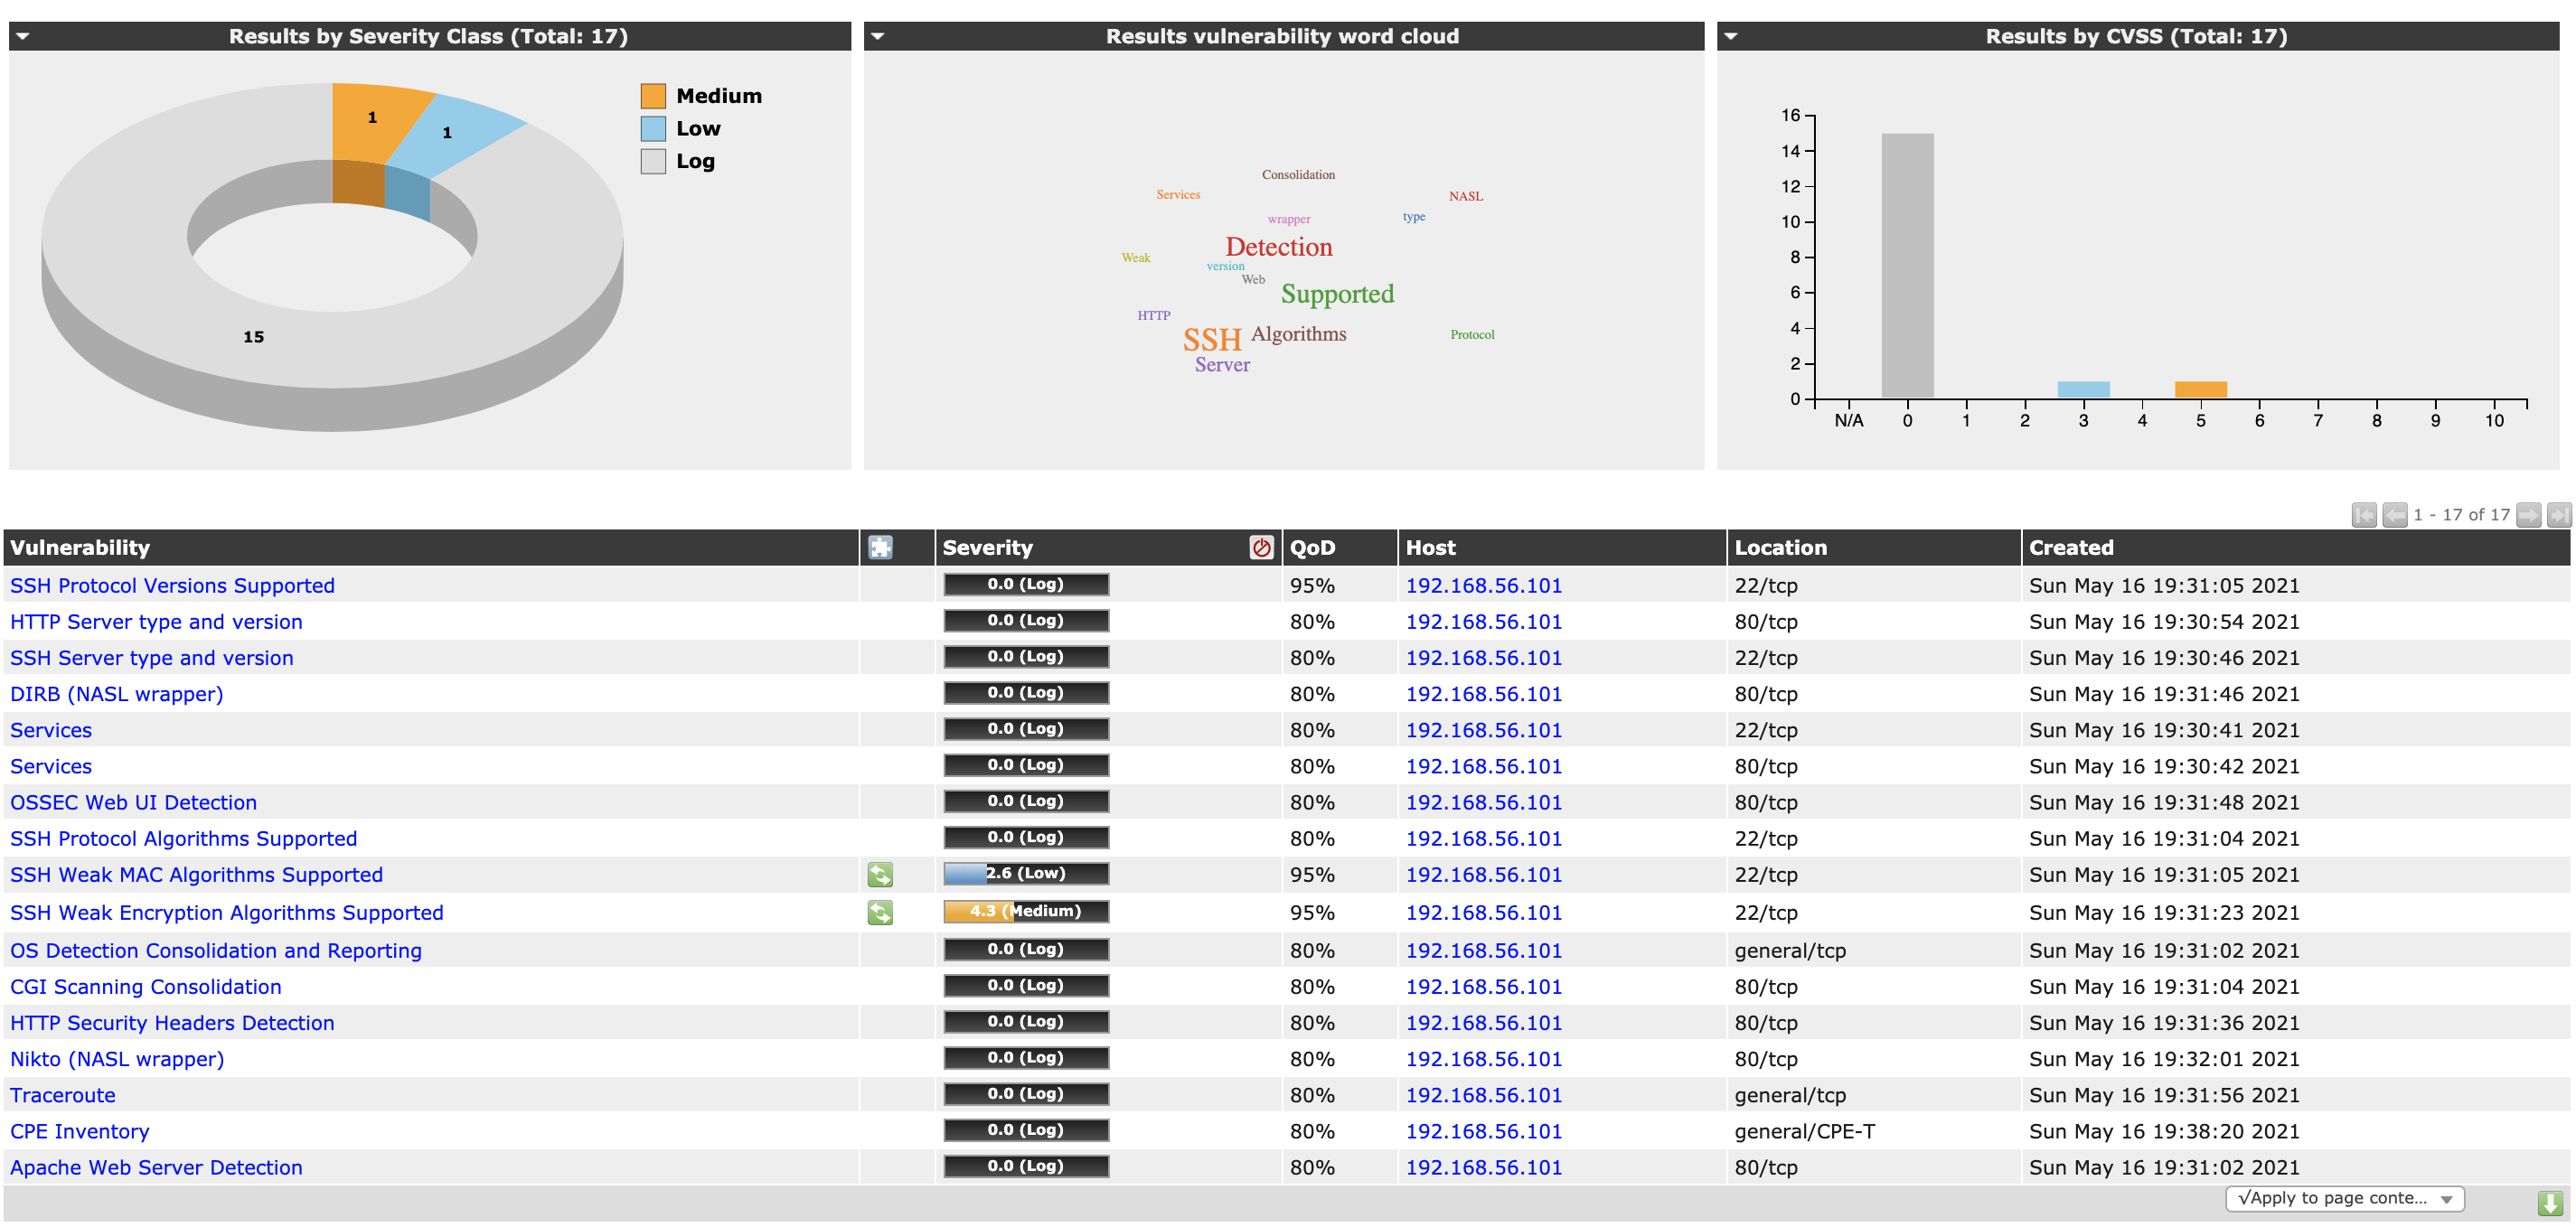 Results by Severity Class (Total: 17)
1
1
15
Medium
Low
Log
Results vulnerability word cloud
Consolidation
Services
NASL
wrapper
type
Detection
Weak
version
Web
Supported
HTTP
SSH
Algorithms
Protocol
Server
Results by CVSS (Total: 17)
16
14
12
10
8
6
4
2
0
N/A 0 1 2 3 4 5 6 7 8 9 10
1 - 17 of 17
Vulnerability Severity QoD Host Location Created
SSH Protocol Versions Supported 0.0 (Log) 95% 192.168.56.101 22/tcp Sun May 16 19:31:05 2021
HTTP Server type and version 0.0 (Log) 80% 192.168.56.101 80/tcp Sun May 16 19:30:54 2021
SSH Server type and version 0.0 (Log) 80% 192.168.56.101 22/tcp Sun May 16 19:30:46 2021
DIRB (NASL wrapper) 0.0 (Log) 80% 192.168.56.101 80/tcp Sun May 16 19:31:46 2021
Services 0.0 (Log) 80% 192.168.56.101 22/tcp Sun May 16 19:30:41 2021
Services 0.0 (Log) 80% 192.168.56.101 80/tcp Sun May 16 19:30:42 2021
OSSEC Web UI Detection 0.0 (Log) 80% 192.168.56.101 80/tcp Sun May 16 19:31:48 2021
SSH Protocol Algorithms Supported 0.0 (Log) 80% 192.168.56.101 22/tcp Sun May 16 19:31:04 2021
SSH Weak MAC Algorithms Supported 2.6 (Low) 95% 192.168.56.101 22/tcp Sun May 16 19:31:05 2021
SSH Weak Encryption Algorithms Supported 4.3 (Medium) 95% 192.168.56.101 22/tcp Sun May 16 19:31:23 2021
OS Detection Consolidation and Reporting 0.0 (Log) 80% 192.168.56.101 general/tcp Sun May 16 19:31:02 2021
CGI Scanning Consolidation 0.0 (Log) 80% 192.168.56.101 80/tcp Sun May 16 19:31:04 2021
HTTP Security Headers Detection 0.0 (Log) 80% 192.168.56.101 80/tcp Sun May 16 19:31:36 2021
Nikto (NASL wrapper) 0.0 (Log) 80% 192.168.56.101 80/tcp Sun May 16 19:32:01 2021
Traceroute 0.0 (Log) 80% 192.168.56.101 general/tcp Sun May 16 19:31:56 2021
CPE Inventory 0.0 (Log) 80% 192.168.56.101 general/CPE-T Sun May 16 19:38:20 2021
Apache Web Server Detection 0.0 (Log) 80% 192.168.56.101 80/tcp Sun May 16 19:31:02 2021
√Apply to page conte...